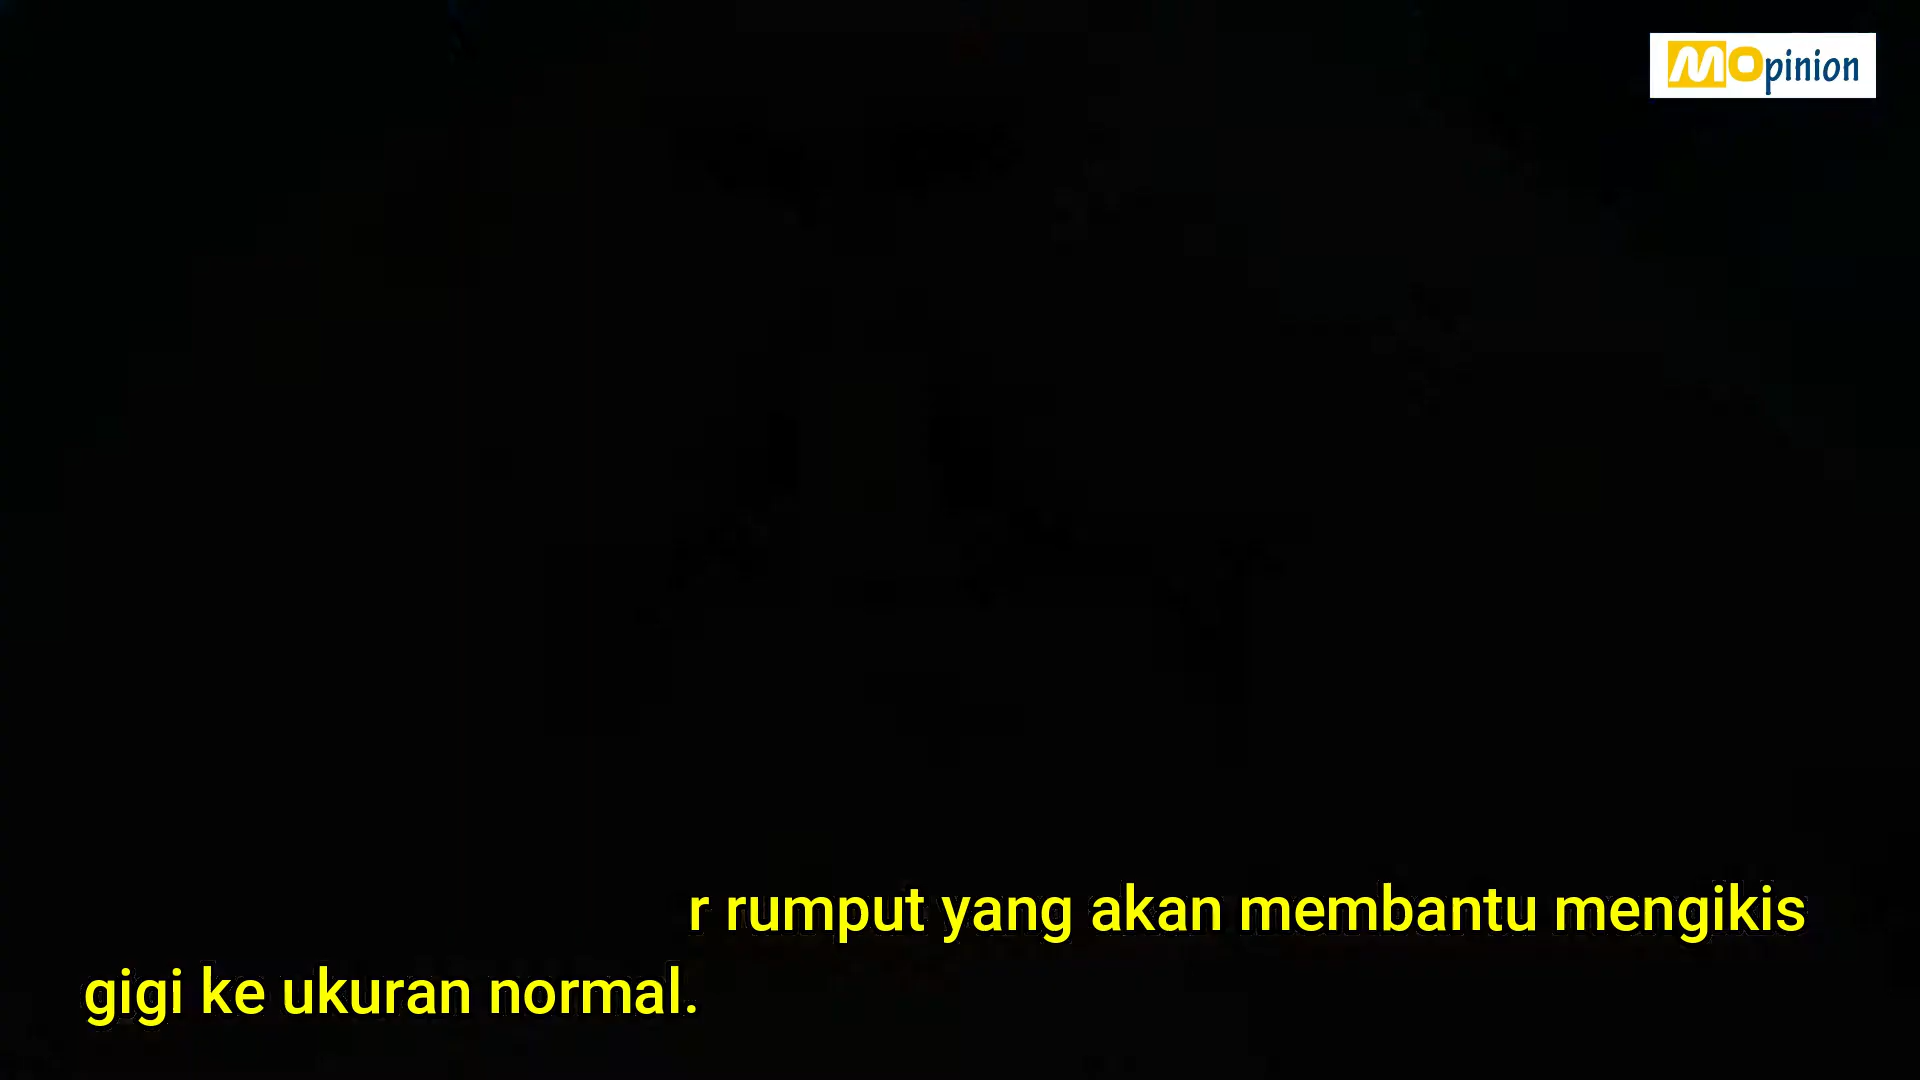 MOpinion
r rumput yang akan membantu mengikis
gigi ke ukuran normal.